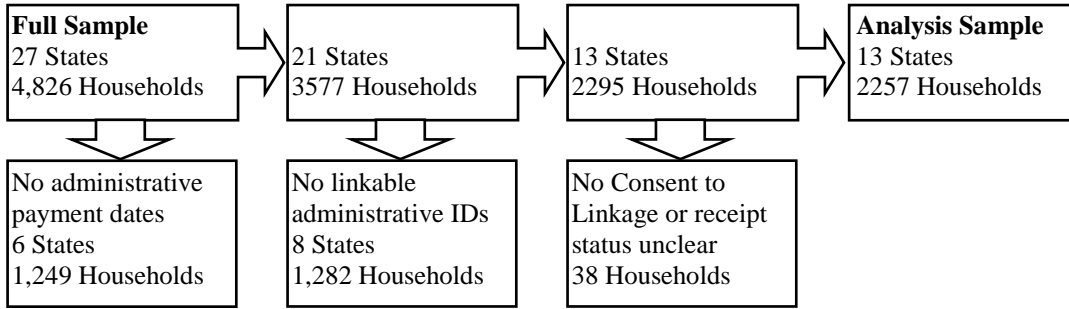 Full Sample
27 States
4,826 Households
21 States
3577 Households
13 States
2295 Households
Analysis Sample
13 States
2257 Households
No administrative
payment dates
6 States
1,249 Households
No linkable
administrative IDs
8 States
1,282 Households
No Consent to
Linkage or receipt
status unclear
38 Households